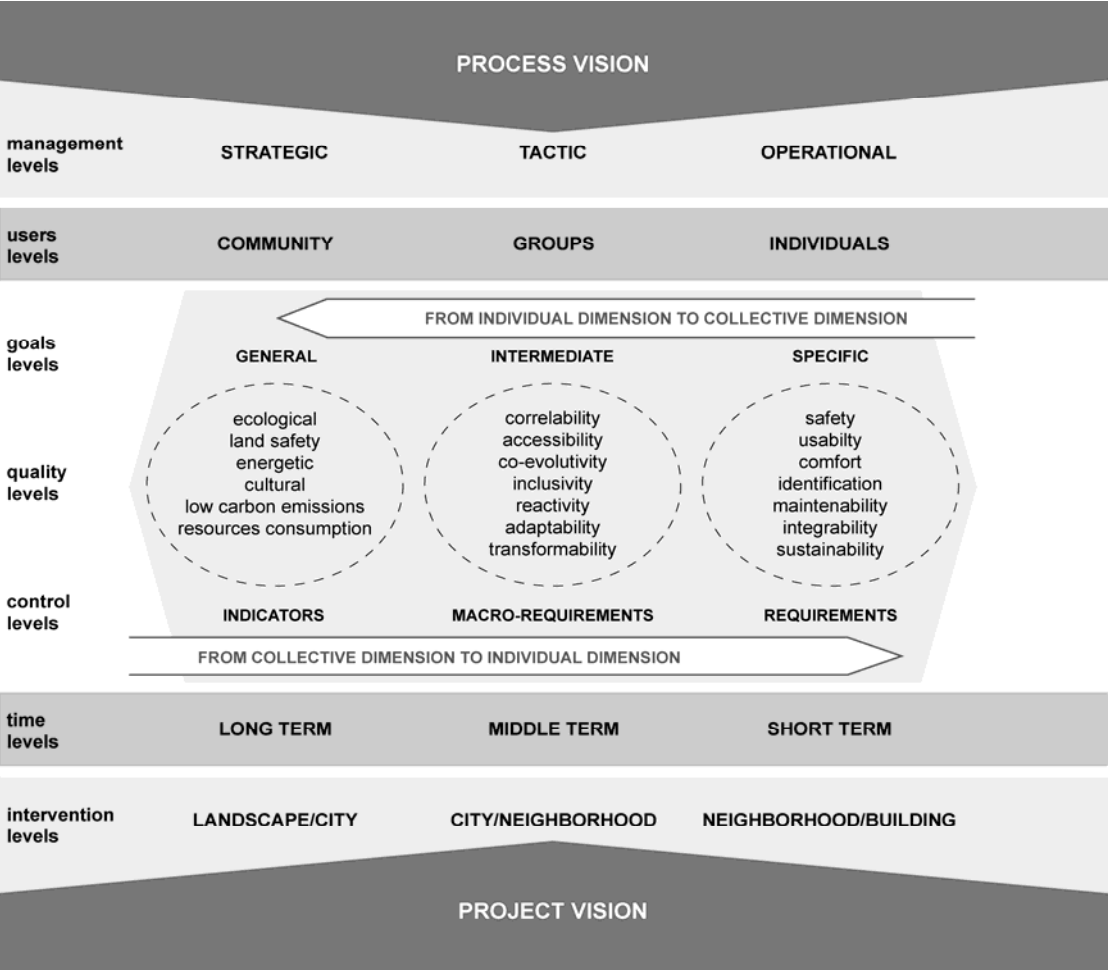 PROCESS VISION
management
levels
STRATEGIC TACTIC OPERATIONAL
users
levels
COMMUNITY GROUPS INDIVIDUALS
FROM INDIVIDUAL DIMENSION TO COLLECTIVE DIMENSION
goals
levels
GENERAL INTERMEDIATE SPECIFIC
quality
levels
ecological
land safety
energetic
cultural
low carbon emissions
resources consumption
correlability
accessibility
co-evolutivity
inclusivity
reactivity
adaptability
transformability
safety
usabilty
comfort
identification
maintenability
integrability
sustainability
control
levels
INDICATORS MACRO-REQUIREMENTS REQUIREMENTS
FROM COLLECTIVE DIMENSION TO INDIVIDUAL DIMENSION
time
levels
LONG TERM MIDDLE TERM SHORT TERM
intervention
levels
LANDSCAPE/CITY CITY/NEIGHBORHOOD NEIGHBORHOOD/BUILDING
PROJECT VISION